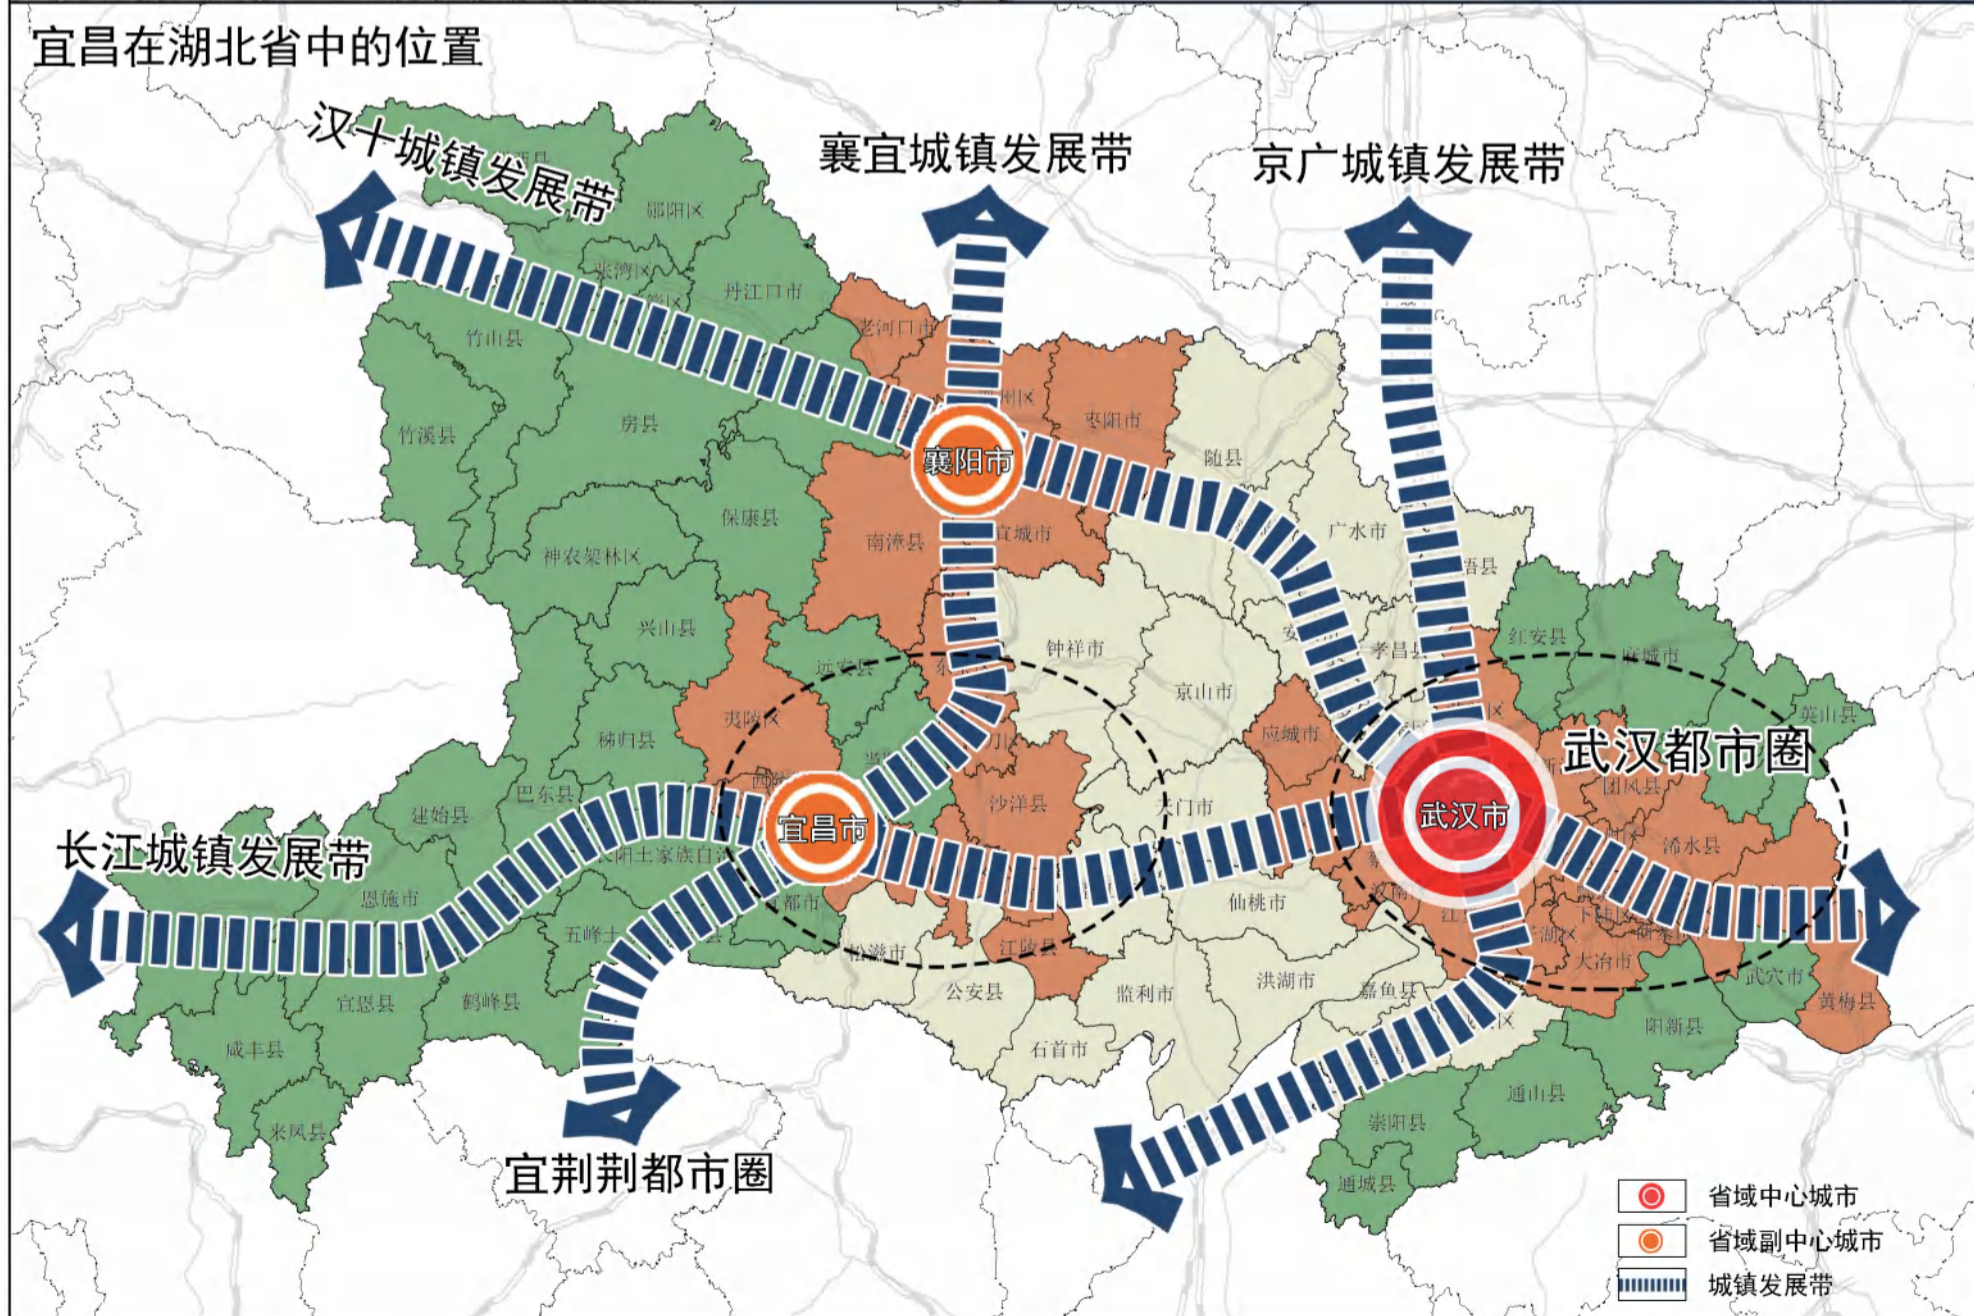 宜昌在湖北省中的位置
汉十城镇发展带
襄宜城镇发展带
京广城镇发展带
郧阳区
张湾区
丹江口市
竹山县
老河口市
枣阳市
竹溪县
房县
襄阳市
随县
保康县
南漳县
宜城市
广水市
神农架林区
兴山县
钟祥市
孝昌县
红安县
麻城市
远安县
夷陵区
秭归县
京山市
应城市
英山县
武汉都市圈
团风县
巴东县
建始县
宜昌市
沙洋县
天门市
武汉市
浠水县
长江城镇发展带
长阳土家族自治
恩施市
五峰土
仙桃市
松滋市
江陵县
大冶市
武穴市
黄梅县
宣恩县
鹤峰县
公安县
监利市
洪湖市
嘉鱼县
阳新县
咸丰县
石首市
通山县
崇阳县
来凤县
通城县
宜荆荆都市圈
省域中心城市
省域副中心城市
城镇发展带